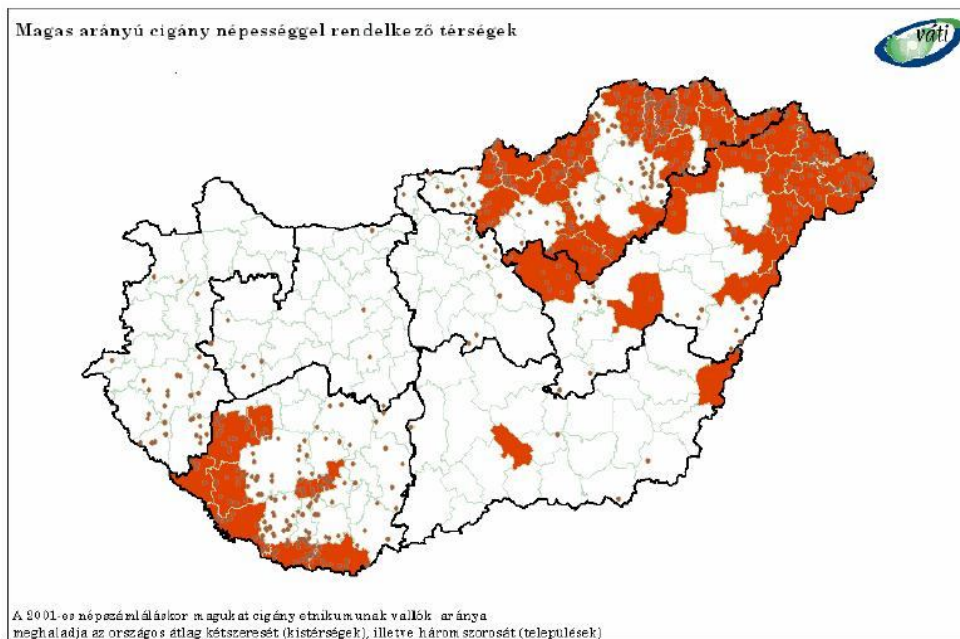 Magas arányú cigány népességgel rendelkező térségek
váti
A 2001-es népszámláláskor magukat cigány etnikumunak vallók aránya
meghaladja az országos átlag kétszeresét (kistérségek), illetve három szorosát (települések)